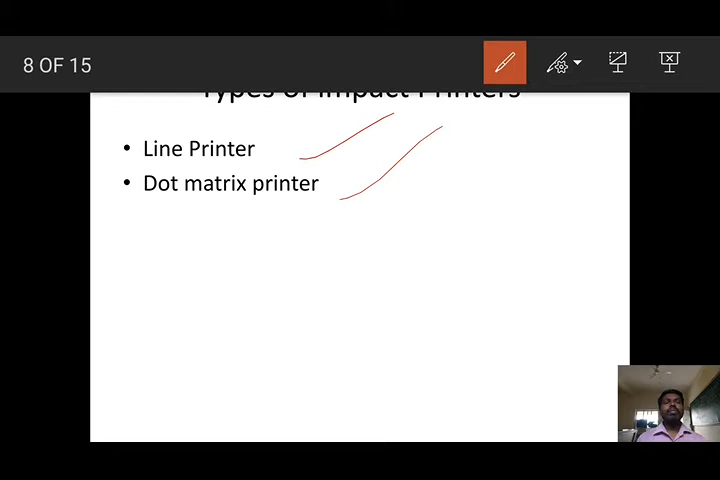 8 OF 15
Types of Impact Printers
• Line Printer
• Dot matrix printer